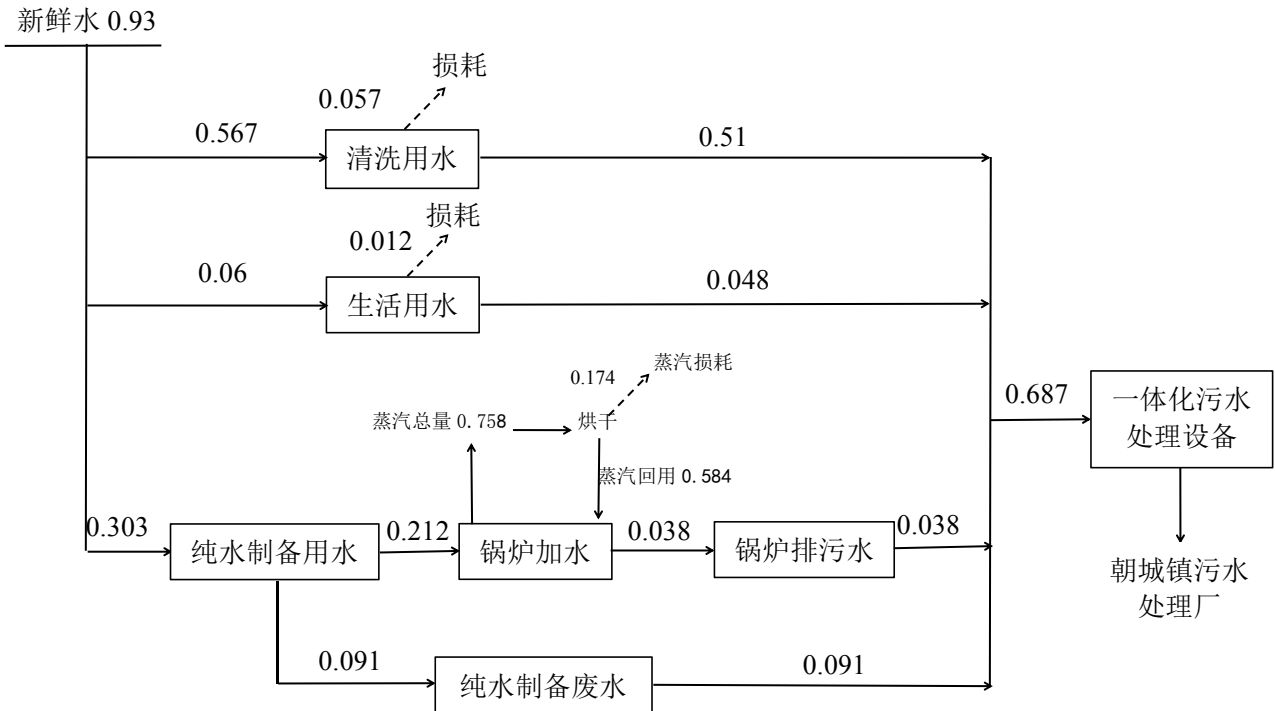 新鲜水 0.93
损耗
0.057
0.567
清洗用水
0.51
损耗
0.012
0.06
生活用水
0.048
蒸汽损耗
0.174
蒸汽总量 0.758
烘干
蒸汽回用 0.584
0.687
一体化污水
处理设备
0.303
纯水制备用水
0.212
锅炉加水
0.038
锅炉排污水
0.038
朝城镇污水
处理厂
0.091
纯水制备废水
0.091